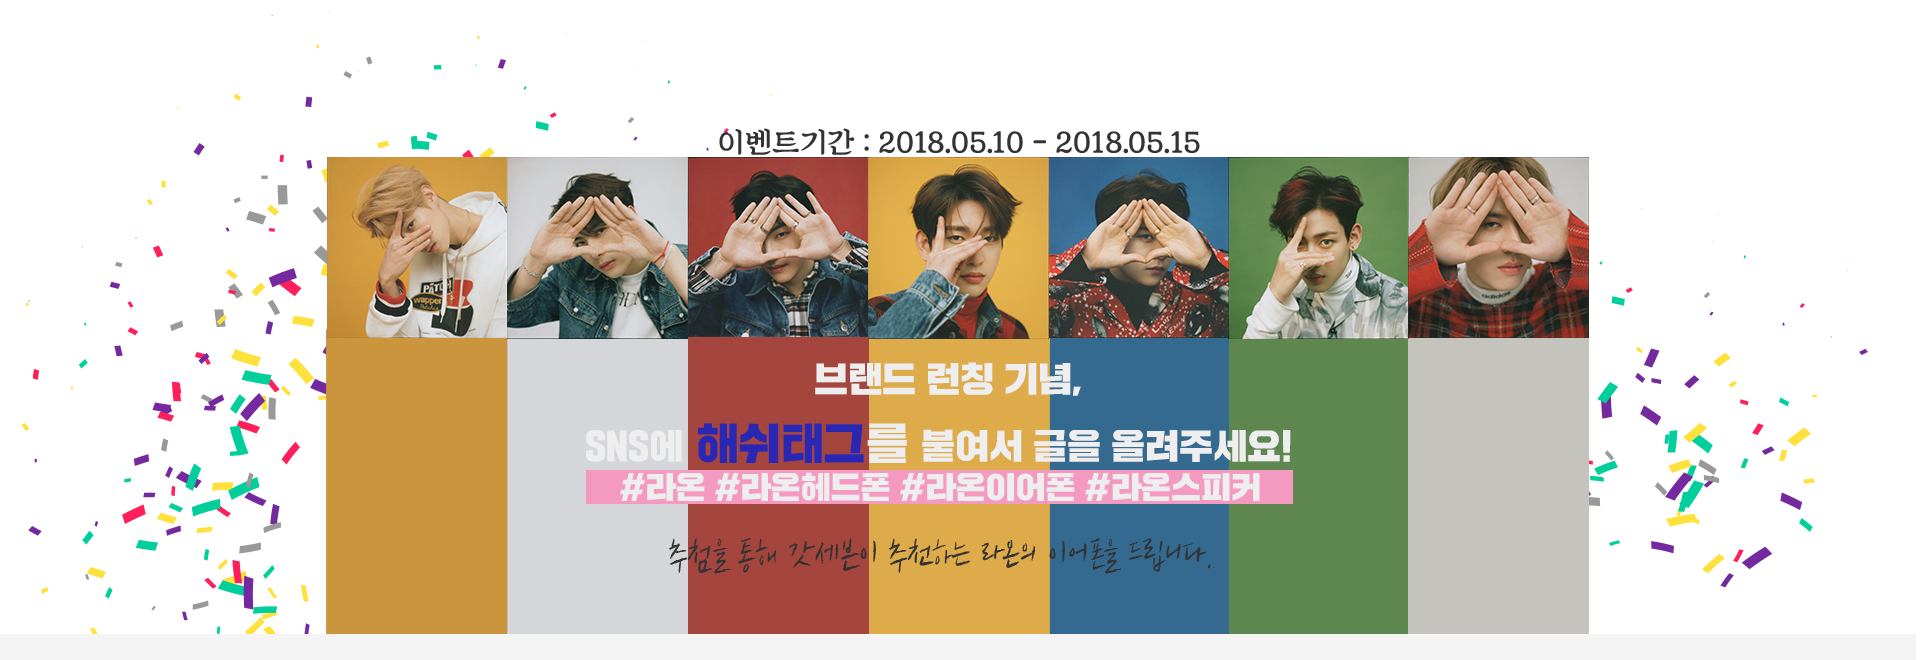 이벤트기간 : 2018.05.10 - 2018.05.15
PATCH
Wapper
브랜드 런칭 기념,
SNS에 해쉬태그를 붙여서 글을 올려주세요!
#라온 #라온헤드폰 #라온이어폰 #라온스피커
추첨을 통해 갓세븐이 추천하는 라온의 이어폰을 드립니다.